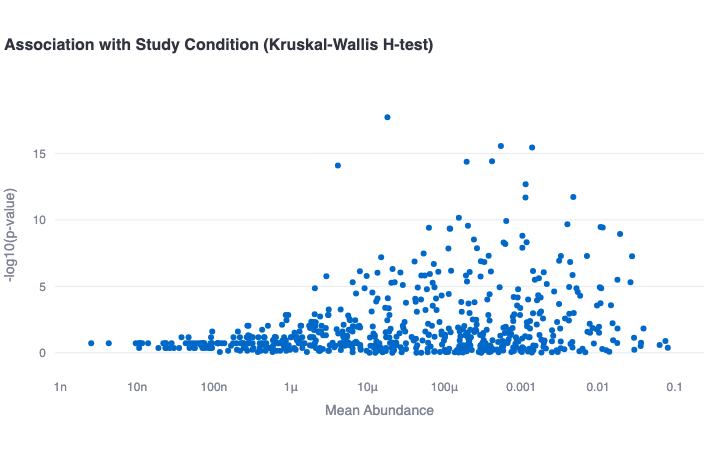 Association with Study Condition (Kruskal-Wallis H-test)
15
10
5
0
-log10(p-value)
1n 10n 100n 1μ 10μ 100μ 0.001 0.01 0.1
Mean Abundance